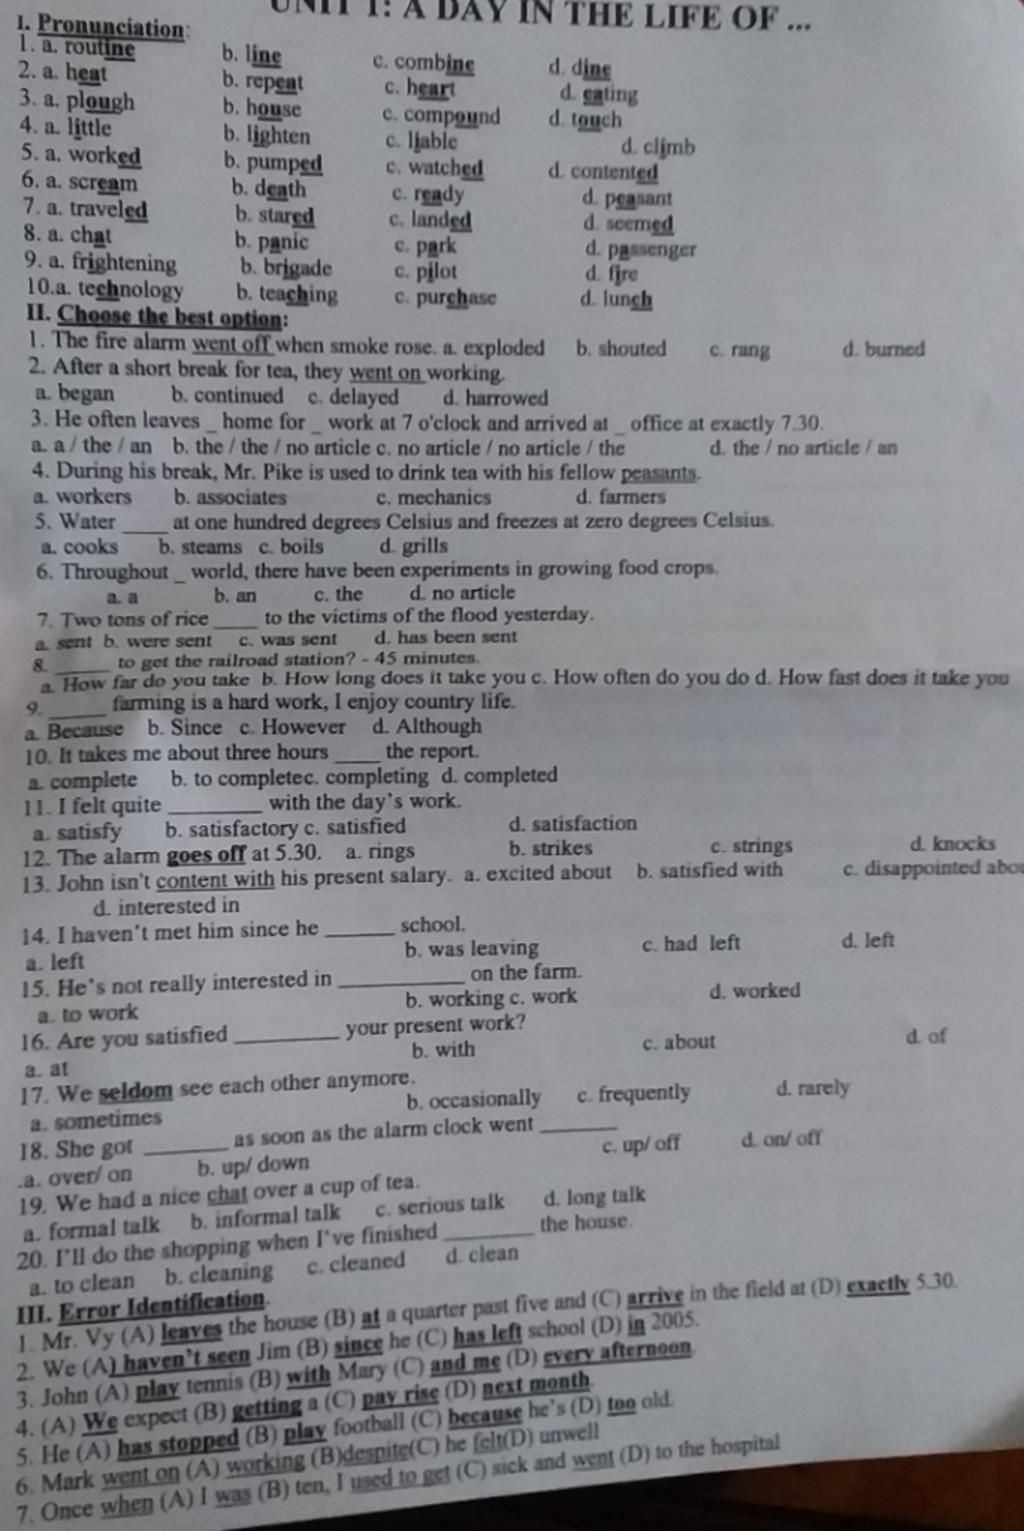 UNIT 1: A DAY IN THE LIFE OF ...
I. Pronunciation:
1. a. routine b. line c. combine d. dine
2. a. heat b. repeat c. heart d. eating
3. a. plough b. house c. compound d. touch
4. a. little b. lighten c. liable d. climb
5. a. worked b. pumped c. watched d. contented
6. a. scream b. death c. ready d. peasant
7. a. traveled b. stared c. landed d. seemed
8. a. chat b. panic c. park d. passenger
9. a. frightening b. brigade c. pilot d. fire
10.a. technology b. teaching c. purchase d. lunch
II. Choose the best option:
1. The fire alarm went off when smoke rose. a. exploded b. shouted c. rang d. burned
2. After a short break for tea, they went on working.
a. began b. continued c. delayed d. harrowed
3. He often leaves _ home for _ work at 7 o'clock and arrived at _ office at exactly 7.30.
a. a / the / an b. the / the / no article c. no article / no article / the d. the / no article / an
4. During his break, Mr. Pike is used to drink tea with his fellow peasants.
a. workers b. associates c. mechanics d. farmers
5. Water ____ at one hundred degrees Celsius and freezes at zero degrees Celsius.
a. cooks b. steams c. boils d. grills
6. Throughout _ world, there have been experiments in growing food crops.
a. a b. an c. the d. no article
7. Two tons of rice ____ to the victims of the flood yesterday.
a. sent b. were sent c. was sent d. has been sent
8. _____ to get the railroad station? - 45 minutes.
a. How far do you take b. How long does it take you c. How often do you do d. How fast does it take you
9. _____ farming is a hard work, I enjoy country life.
a. Because b. Since c. However d. Although
10. It takes me about three hours ____ the report.
a. complete b. to completec. completing d. completed
11. I felt quite ________ with the day's work.
a. satisfy b. satisfactory c. satisfied d. satisfaction
12. The alarm goes off at 5.30. a. rings b. strikes c. strings d. knocks
13. John isn't content with his present salary. a. excited about b. satisfied with c. disappointed abou
d. interested in
14. I haven't met him since he ______ school.
a. left b. was leaving c. had left d. left
15. He's not really interested in ___________ on the farm.
a. to work b. working c. work d. worked
16. Are you satisfied _________ your present work?
a. at b. with c. about d. of
17. We seldom see each other anymore.
a. sometimes b. occasionally c. frequently d. rarely
18. She got _______ as soon as the alarm clock went _______
.a. over/ on b. up/ down c. up/ off d. on/ off
19. We had a nice chat over a cup of tea.
a. formal talk b. informal talk c. serious talk d. long talk
20. I'll do the shopping when I've finished ________ the house.
a. to clean b. cleaning c. cleaned d. clean
III. Error Identification.
1. Mr. Vy (A) leaves the house (B) at a quarter past five and (C) arrive in the field at (D) exactly 5.30.
2. We (A) haven't seen Jim (B) since he (C) has left school (D) in 2005.
3. John (A) play tennis (B) with Mary (C) and me (D) every afternoon.
4. (A) We expect (B) getting a (C) pay rise (D) next month.
5. He (A) has stopped (B) play football (C) because he's (D) too old.
6. Mark went on (A) working (B)despite(C) he felt(D) unwell
7. Once when (A) I was (B) ten, I used to get (C) sick and went (D) to the hospital